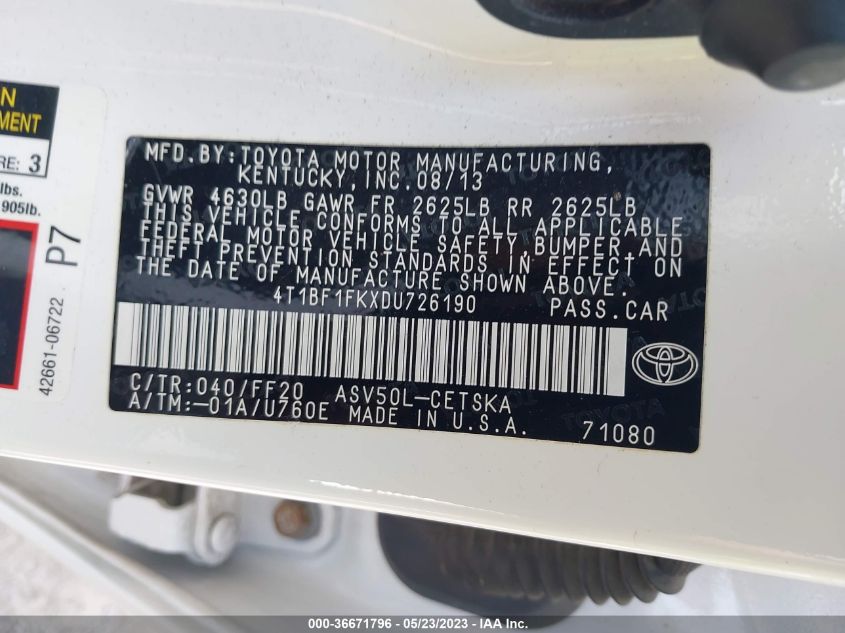 N
MENT
RE: 3
lbs.
905lb.
P7
42661-06722
MFD.BY:TOYOTA MOTOR MANUFACTURING,
KENTUCKY, INC.08/13
GVWR 4630LB GAWR FR 2625LB RR 2625LB
THIS VEHICLE CONFORMS TO ALL APPLICABLE
FEDERAL MOTOR VEHICLE SAFETY,BUMPER,AND
THEFT PREVENTION STANDARDS IN EFFECT ON
THE DATE OF MANUFACTURE SHOWN ABOVE.
4T1BF1FKXDU726190 PASS.CAR
C/TR:040/FF20 ASV50L-CETSKA
A/TM:-01A/U760E MADE IN U.S.A. 71080
000-36671796 - 05/23/2023 - IAA Inc.